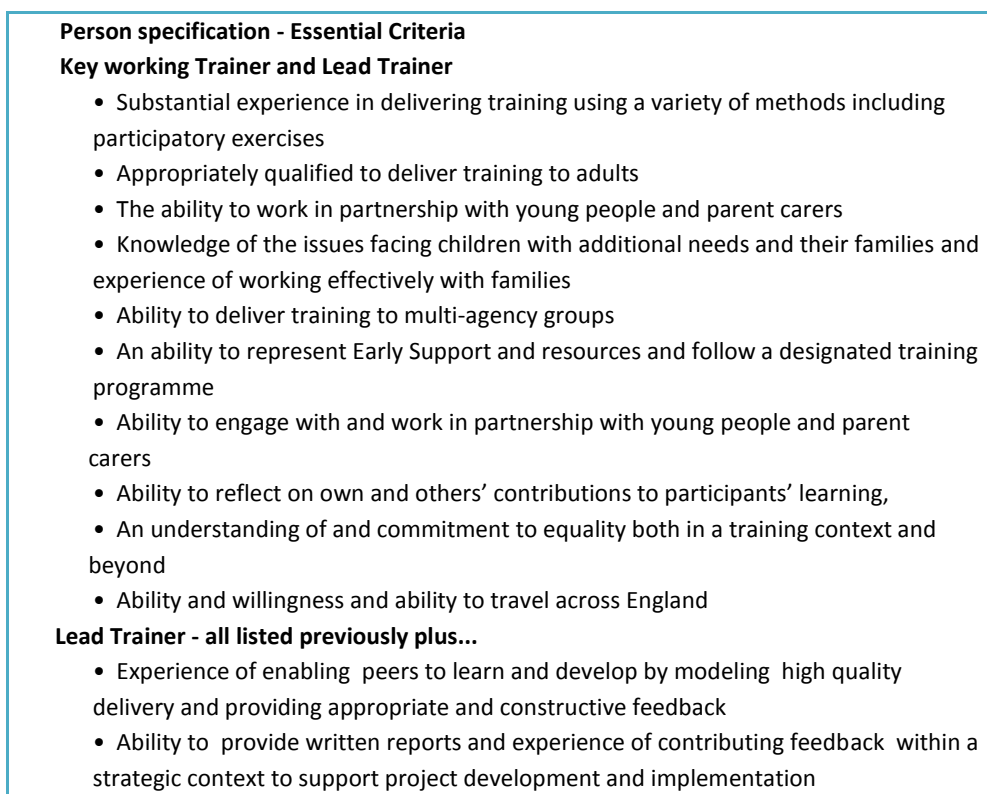 Person specification - Essential Criteria
Key working Trainer and Lead Trainer
• Substantial experience in delivering training using a variety of methods including
participatory exercises
• Appropriately qualified to deliver training to adults
• The ability to work in partnership with young people and parent carers
• Knowledge of the issues facing children with additional needs and their families and
experience of working effectively with families
• Ability to deliver training to multi-agency groups
• An ability to represent Early Support and resources and follow a designated training
programme
• Ability to engage with and work in partnership with young people and parent
carers
• Ability to reflect on own and others’ contributions to participants’ learning,
• An understanding of and commitment to equality both in a training context and
beyond
• Ability and willingness and ability to travel across England
Lead Trainer - all listed previously plus...
• Experience of enabling peers to learn and develop by modeling high quality
delivery and providing appropriate and constructive feedback
• Ability to provide written reports and experience of contributing feedback within a
strategic context to support project development and implementation